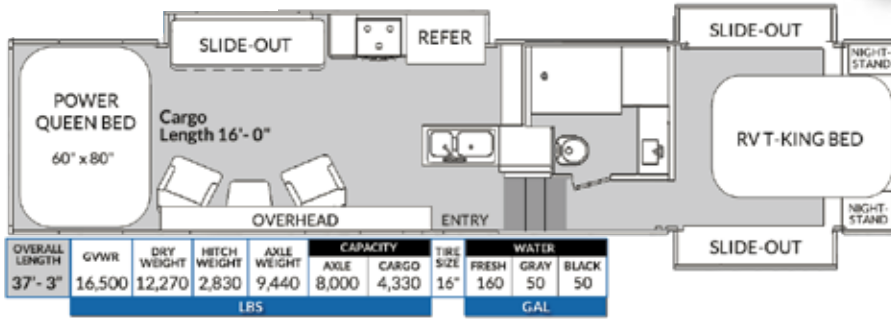 SLIDE-OUT
REFER
SLIDE-OUT
NIGHT-
STAND
POWER
QUEEN BED
60" x 80"
Cargo
Length 16'- 0"
RV T-KING BED
OVERHEAD
ENTRY
NIGHT-
STAND
SLIDE-OUT
OVERALL
LENGTH
GVWR
DRY
WEIGHT
HITCH
WEIGHT
AXLE
WEIGHT
CAPACITY
AXLE
CARGO
TIRE
SIZE
WATER
FRESH
GRAY
BLACK
37'- 3"
16,500
12,270
2,830
9,440
8,000
4,330
16"
160
50
50
LBS
GAL